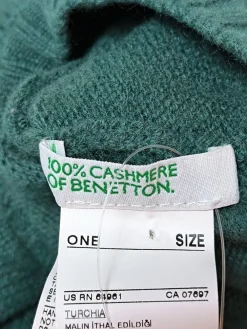 100% CASHMERE
OF BENETTON.
ONE SIZE
US RN 64961 CA 07697
TURCHIA
MALIN İTHAL EDİLDİĞİ